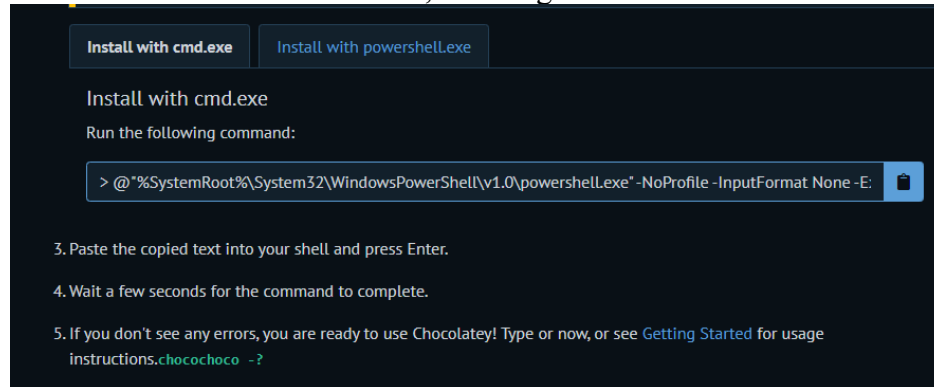 Install with cmd.exe
Install with powershell.exe
Install with cmd.exe
Run the following command:
> @"%SystemRoot%\System32\WindowsPowerShell\v1.0\powershell.exe" -NoProfile -InputFormat None -E
3. Paste the copied text into your shell and press Enter.
4. Wait a few seconds for the command to complete.
5. If you don't see any errors, you are ready to use Chocolatey! Type or now, or see Getting Started for usage
instructions.chocochoco -?